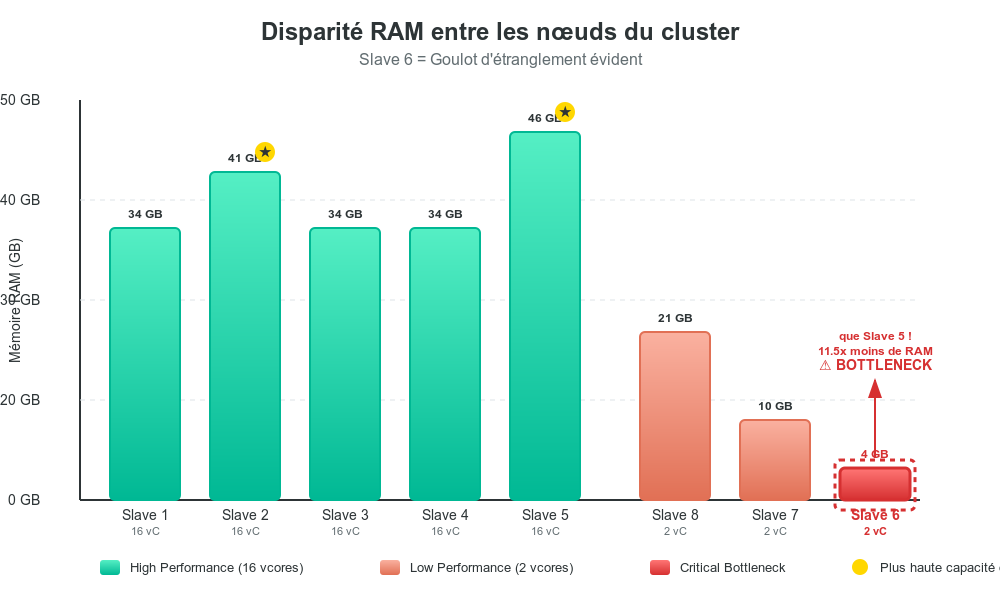 Disparité RAM entre les nœuds du cluster
Slave 6 = Goulot d'étranglement évident
Mémoire RAM (GB)
50 GB
40 GB
30 GB
20 GB
0 GB
34 GB
41 GB
34 GB
34 GB
46 GB
21 GB
10 GB
4 GB
que Slave 5 !
11.5x moins de RAM
⚠ BOTTLENECK
Slave 1
16 vC
Slave 2
16 vC
Slave 3
16 vC
Slave 4
16 vC
Slave 5
16 vC
Slave 8
2 vC
Slave 7
2 vC
Slave 6
2 vC
High Performance (16 vcores)
Low Performance (2 vcores)
Critical Bottleneck
Plus haute capacité